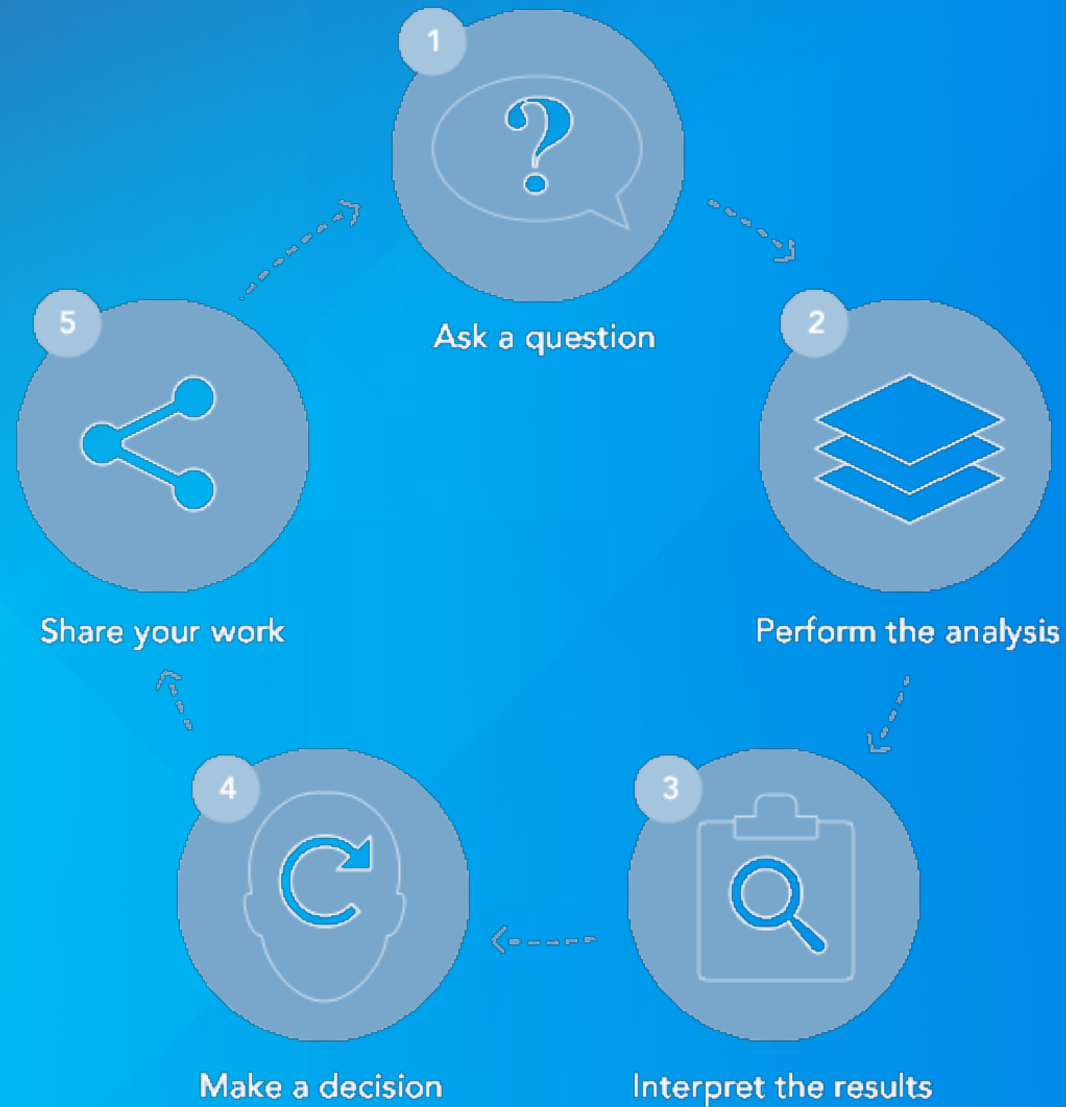 1
?
Ask a question
2
Perform the analysis
3
Interpret the results
4
Make a decision
5
Share your work